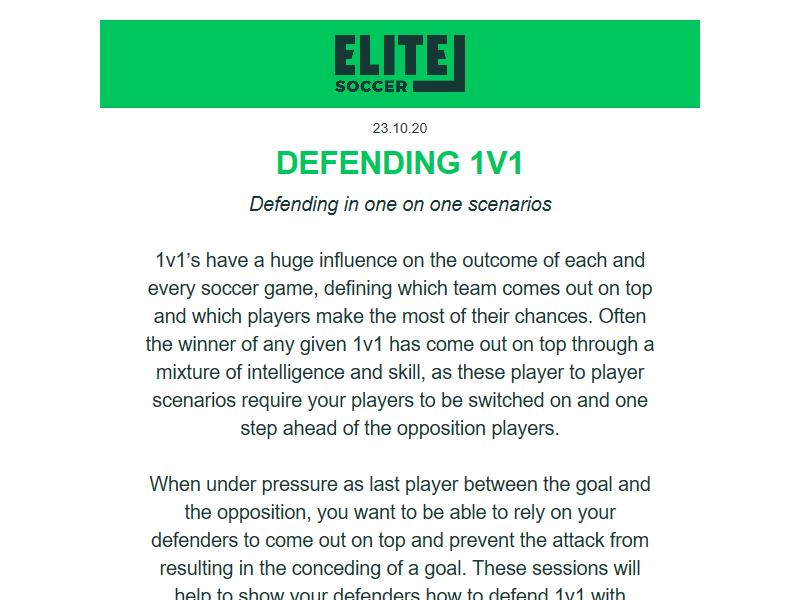 ELITE
SOCCER
23.10.20
DEFENDING 1V1
Defending in one on one scenarios
1v1’s have a huge influence on the outcome of each and
every soccer game, defining which team comes out on top
and which players make the most of their chances. Often
the winner of any given 1v1 has come out on top through a
mixture of intelligence and skill, as these player to player
scenarios require your players to be switched on and one
step ahead of the opposition players.
When under pressure as last player between the goal and
the opposition, you want to be able to rely on your
defenders to come out on top and prevent the attack from
resulting in the conceding of a goal. These sessions will
help to show your defenders how to defend 1v1 with